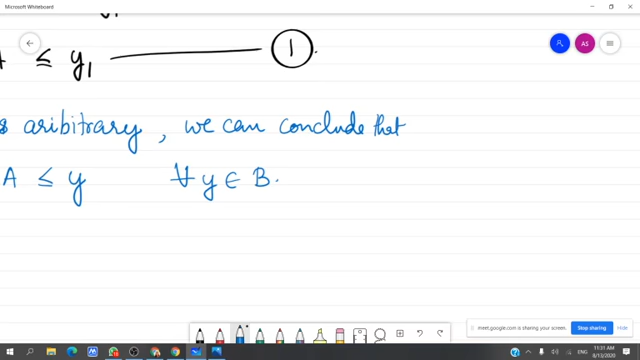 Microsoft Whiteboard
≤ y₁ ——— ①
aribitrary, we can conclude that
A ≤ y ∀ y ∈ B.
AS
meet.google.com is sharing your screen. Stop sharing Hide
ENG 11:31 AM
8/13/2020